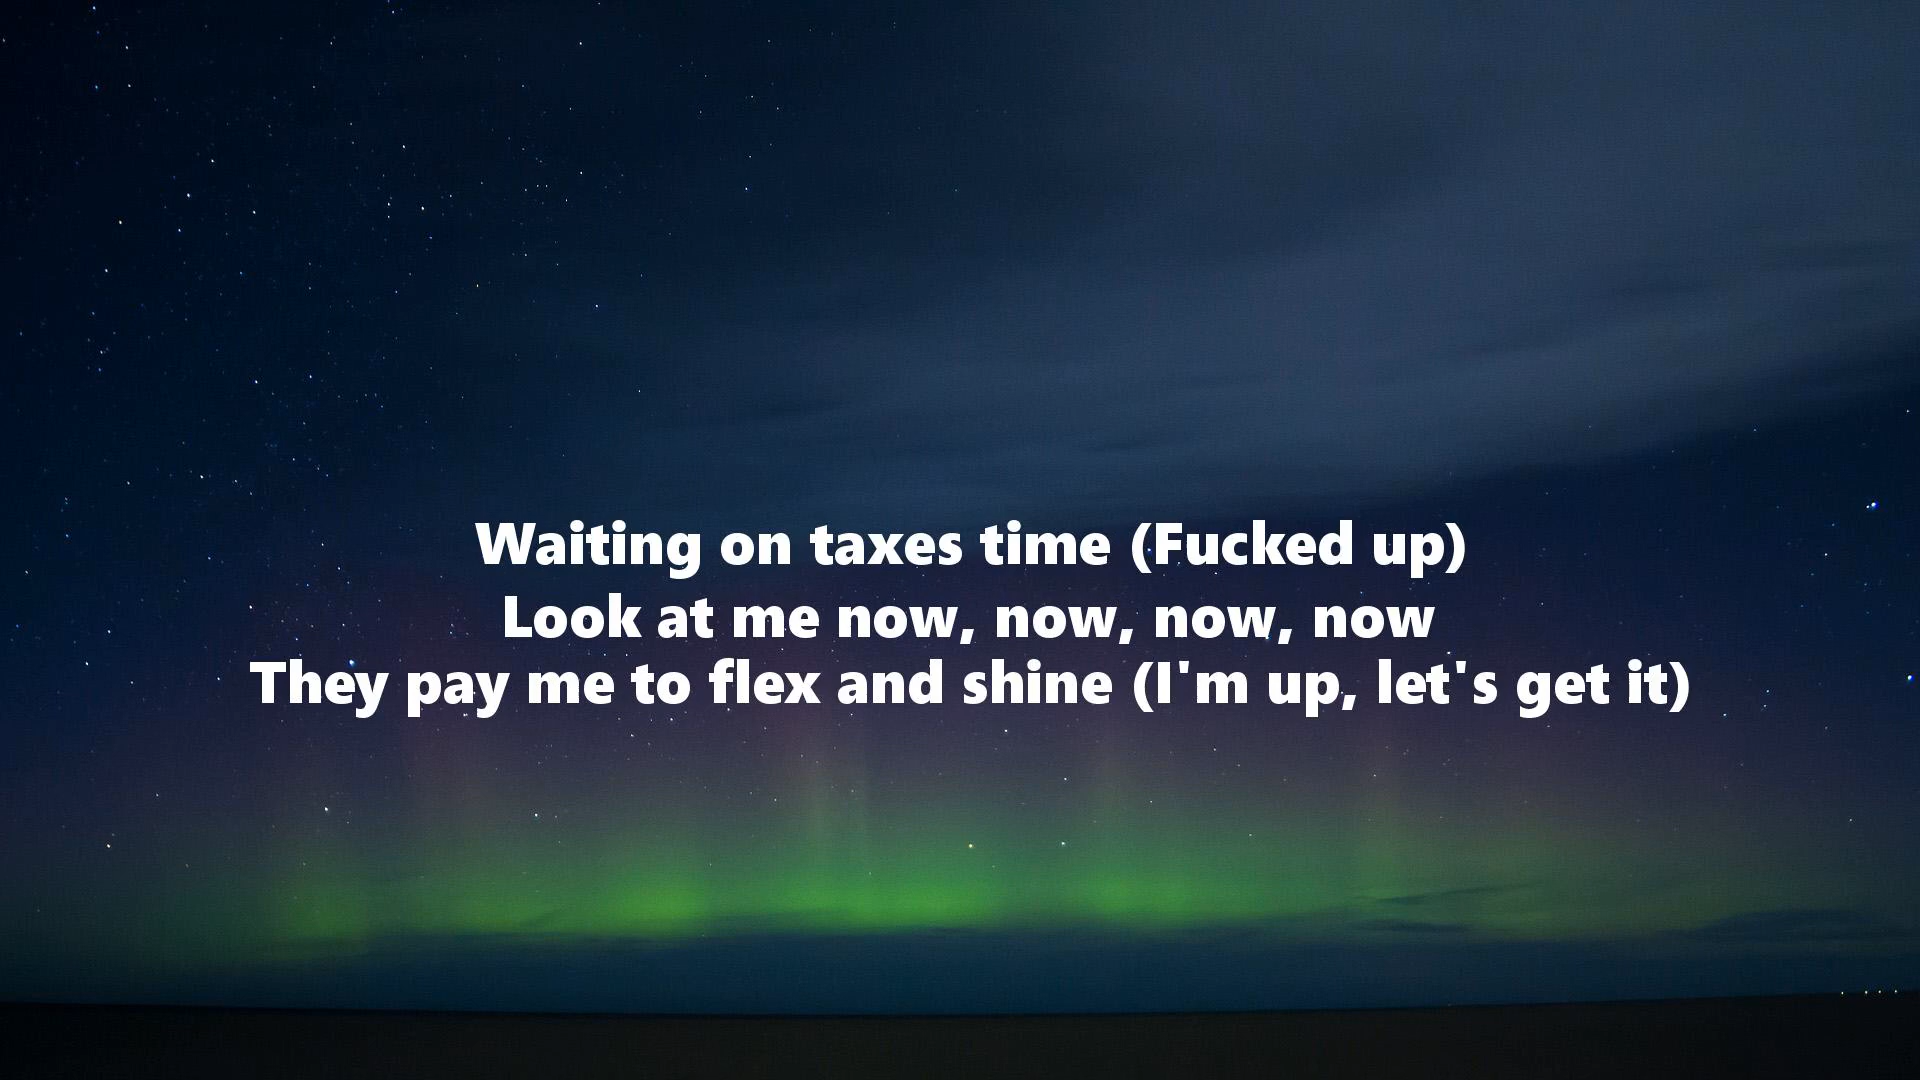 Waiting on taxes time (Fucked up)
Look at me now, now, now, now
They pay me to flex and shine (I'm up, let's get it)